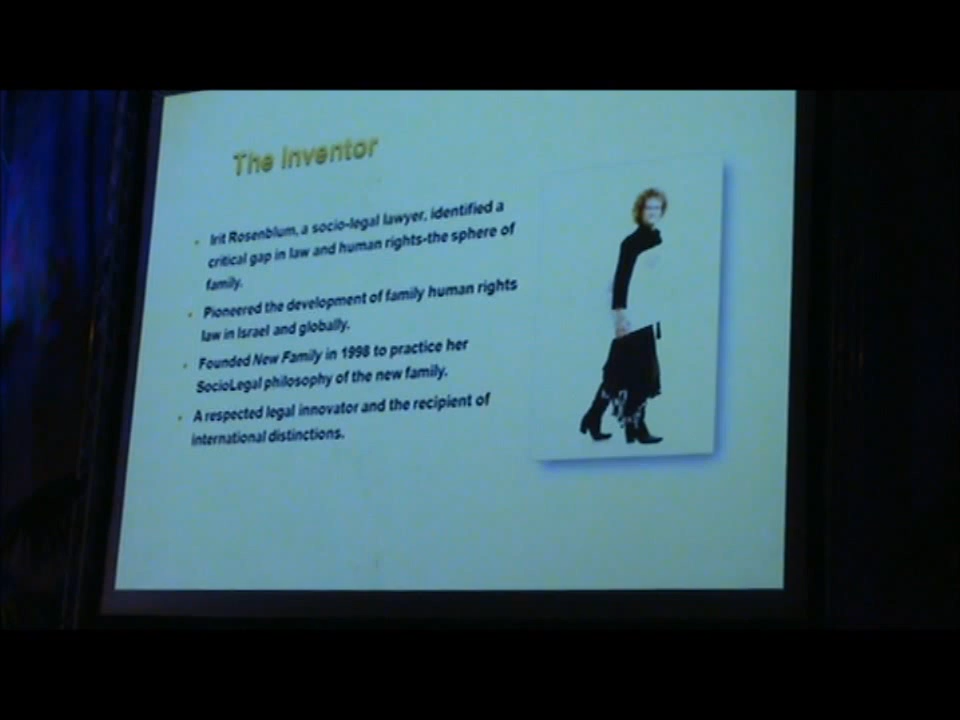 The Inventor
Irit Rosenblum, a socio-legal lawyer, identified a
critical gap in law and human rights-the sphere of
family.
Pioneered the development of family human rights
law in Israel and globally.
Founded New Family in 1998 to practice her
SocioLegal philosophy of the new family.
A respected legal innovator and the recipient of
international distinctions.